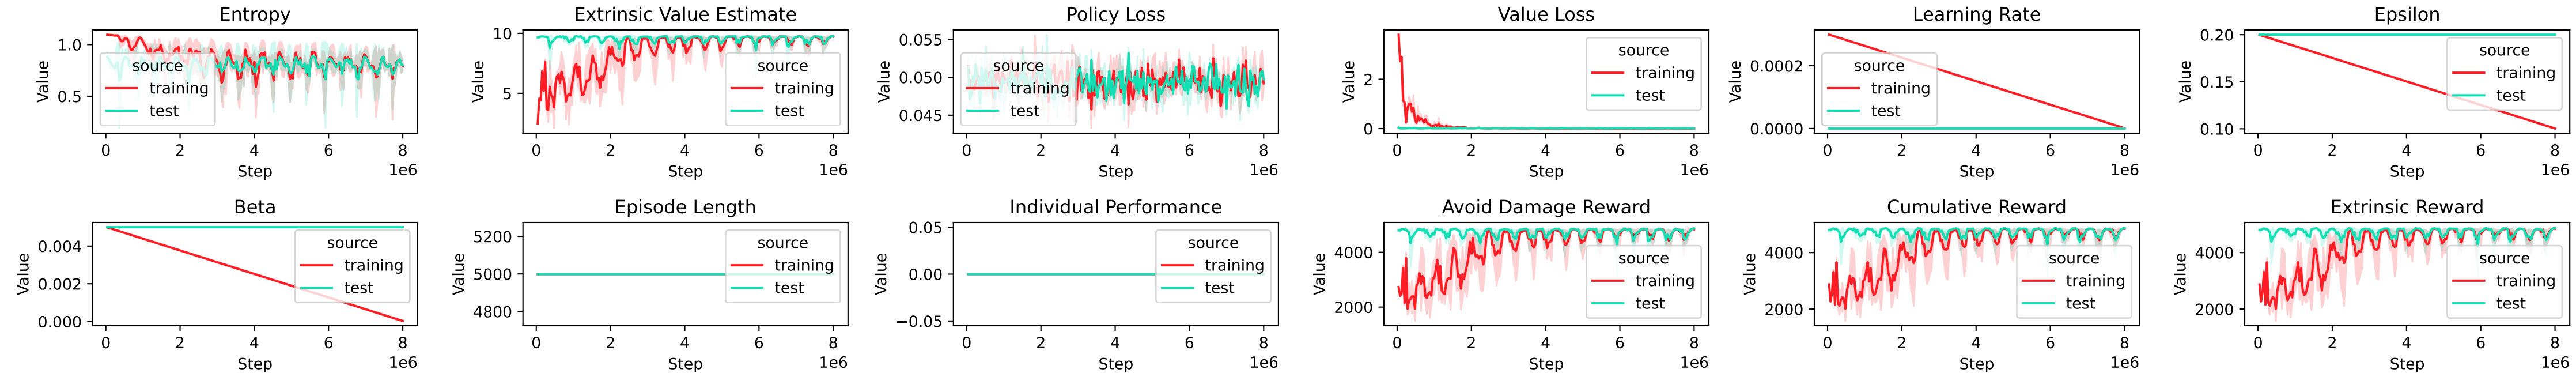 Entropy
Value
1.0
0.5
source
training
test
0 2 4 6 8
1e6
Step
Extrinsic Value Estimate
Value
10
5
source
training
test
0 2 4 6 8
1e6
Step
Policy Loss
Value
0.055
0.050
0.045
source
training
test
0 2 4 6 8
1e6
Step
Value Loss
Value
2
0
source
training
test
0 2 4 6 8
1e6
Step
Learning Rate
Value
0.0002
0.0000
source
training
test
0 2 4 6 8
1e6
Step
Epsilon
Value
0.20
0.15
0.10
source
training
test
0 2 4 6 8
1e6
Step
Beta
Value
0.004
0.002
0.000
source
training
test
0 2 4 6 8
1e6
Step
Episode Length
Value
5200
5000
4800
source
training
test
0 2 4 6 8
1e6
Step
Individual Performance
Value
0.05
0.00
−0.05
source
training
test
0 2 4 6 8
1e6
Step
Avoid Damage Reward
Value
4000
2000
source
training
test
0 2 4 6 8
1e6
Step
Cumulative Reward
Value
4000
2000
source
training
test
0 2 4 6 8
1e6
Step
Extrinsic Reward
Value
4000
2000
source
training
test
0 2 4 6 8
1e6
Step